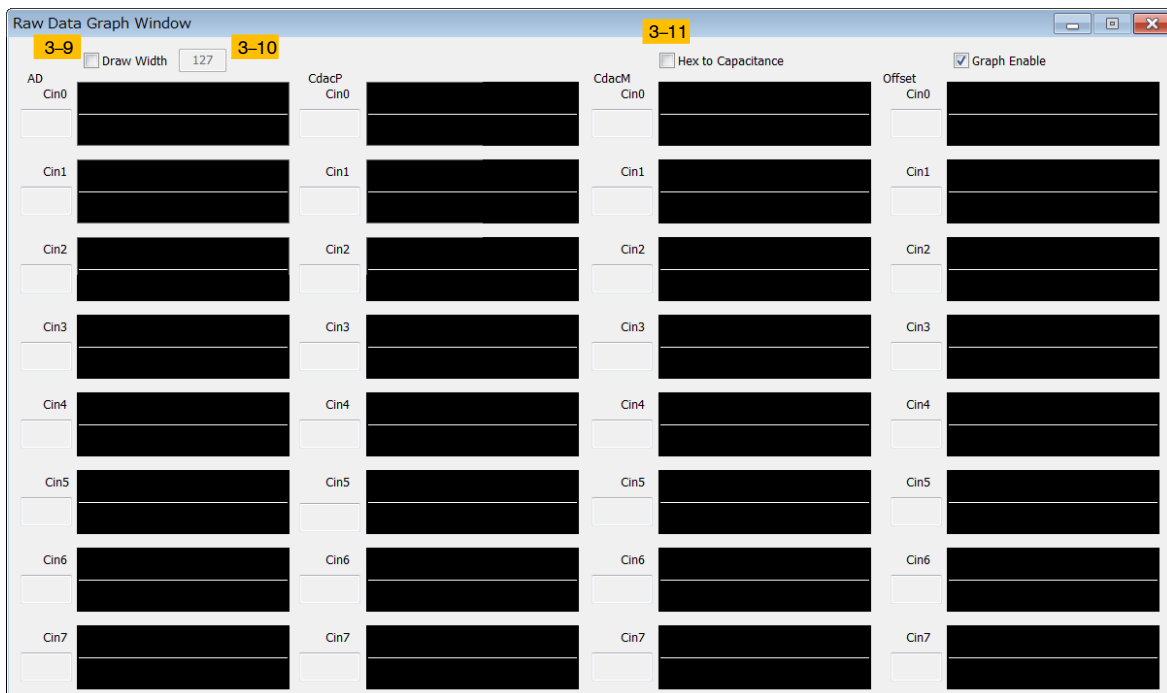 Raw Data Graph Window
3–9 Draw Width 127 3–10 3–11 Hex to Capacitance Graph Enable
AD CdacP CdacM Offset
Cin0 Cin0 Cin0 Cin0
Cin1 Cin1 Cin1 Cin1
Cin2 Cin2 Cin2 Cin2
Cin3 Cin3 Cin3 Cin3
Cin4 Cin4 Cin4 Cin4
Cin5 Cin5 Cin5 Cin5
Cin6 Cin6 Cin6 Cin6
Cin7 Cin7 Cin7 Cin7